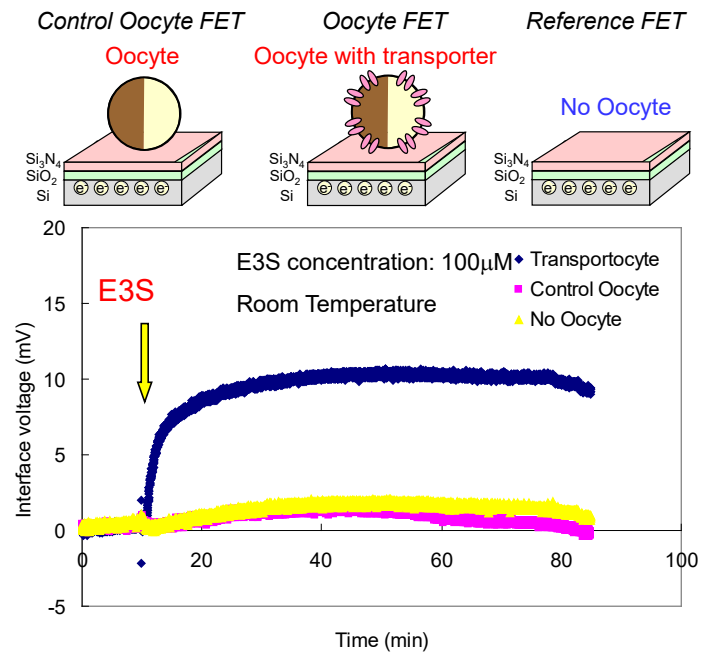 Control Oocyte FET
Oocyte FET
Reference FET
Oocyte
Oocyte with transporter
No Oocyte
Si₃N₄
SiO₂
Si
e⁻ e⁻ e⁻ e⁻ e⁻
Si₃N₄
SiO₂
Si
e⁻ e⁻ e⁻ e⁻ e⁻
Si₃N₄
SiO₂
Si
e⁻ e⁻ e⁻ e⁻ e⁻
20
15
10
5
0
-5
Interface voltage (mV)
E3S
E3S concentration: 100μM
Room Temperature
Transportocyte
Control Oocyte
No Oocyte
0 20 40 60 80 100
Time (min)